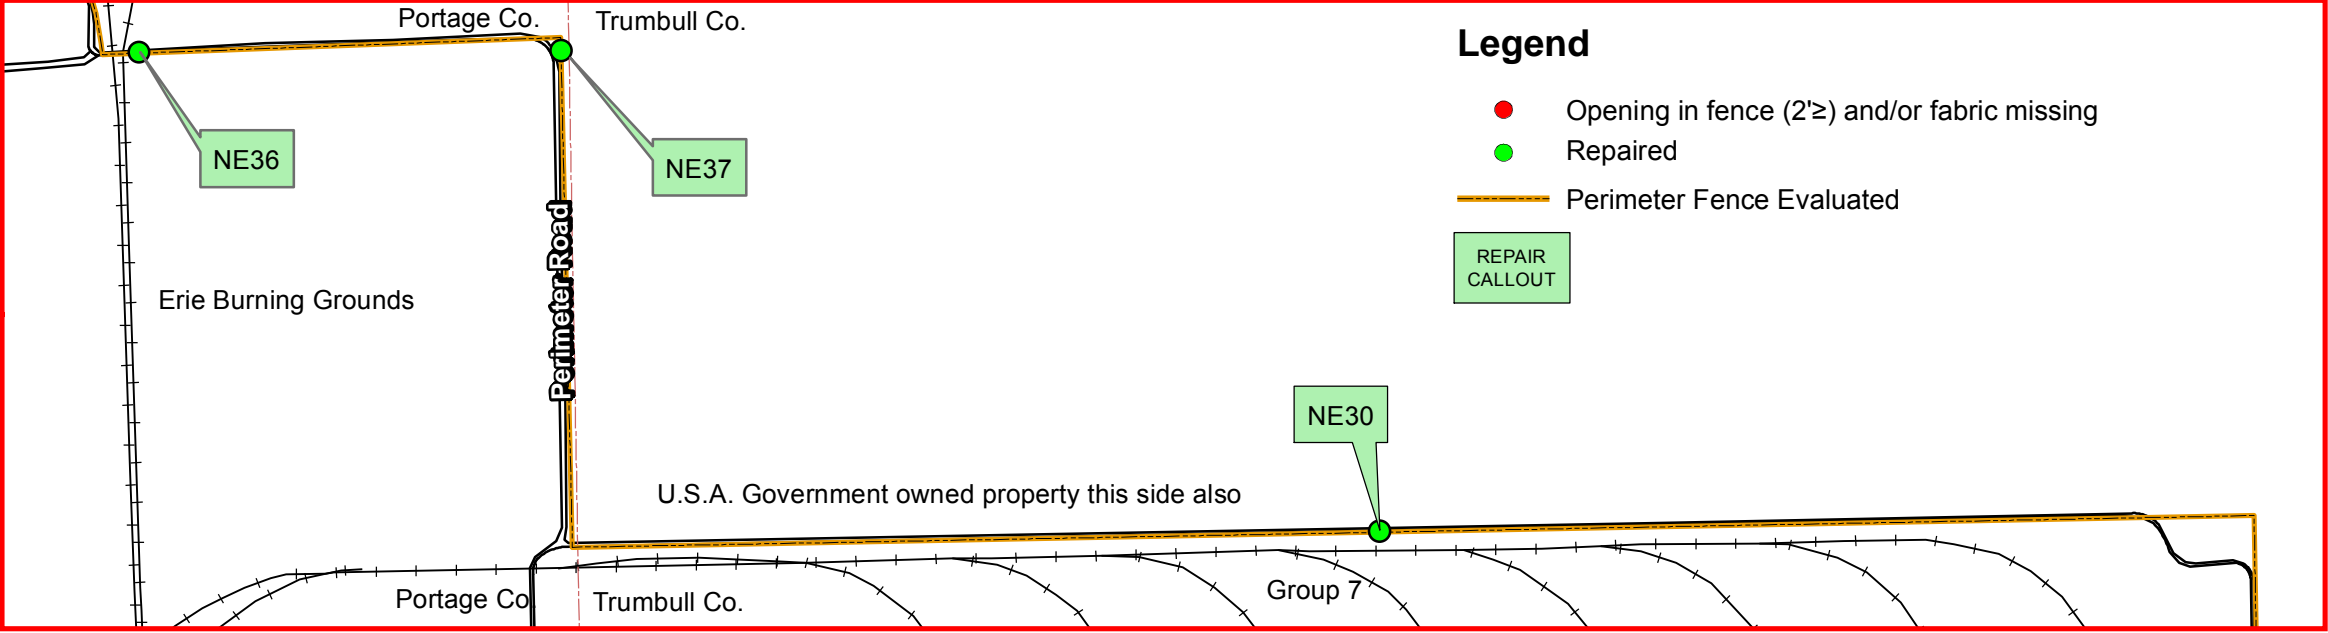 Portage Co.
Trumbull Co.
Legend
Opening in fence (2'≥) and/or fabric missing
Repaired
Perimeter Fence Evaluated
REPAIR
CALLOUT
NE36
NE37
Perimeter Road
Erie Burning Grounds
NE30
U.S.A. Government owned property this side also
Group 7
Portage Co.
Trumbull Co.